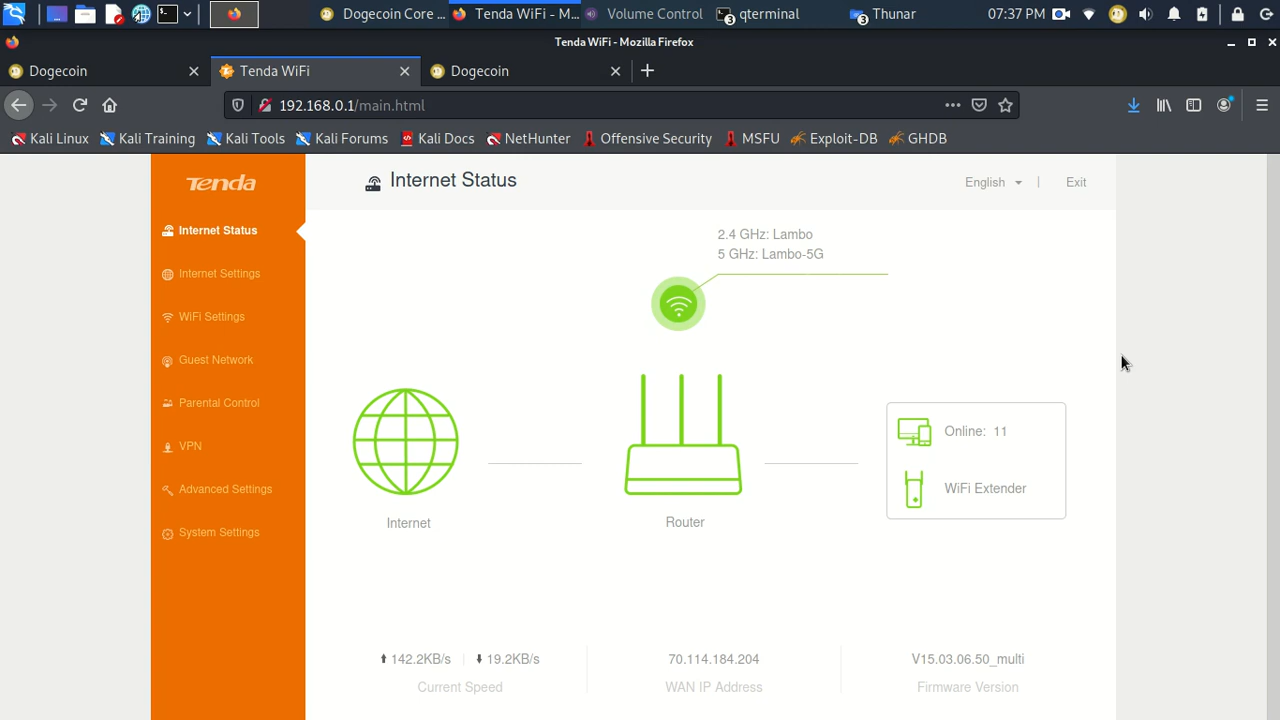 Dogecoin Core ...
Tenda WiFi - M...
Volume Control
3
qterminal
3
Thunar
07:37 PM
Tenda WiFi - Mozilla Firefox
Dogecoin
Tenda WiFi
Dogecoin
192.168.0.1/main.html
Kali Linux
Kali Training
Kali Tools
Kali Forums
Kali Docs
NetHunter
Offensive Security
MSFU
Exploit-DB
GHDB
Tenda
Internet Status
Internet Settings
WiFi Settings
Guest Network
Parental Control
VPN
Advanced Settings
System Settings
Internet Status
English
|
Exit
2.4 GHz: Lambo
5 GHz: Lambo-5G
Internet
Router
Online: 11
WiFi Extender
142.2KB/s
19.2KB/s
Current Speed
70.114.184.204
WAN IP Address
V15.03.06.50_multi
Firmware Version